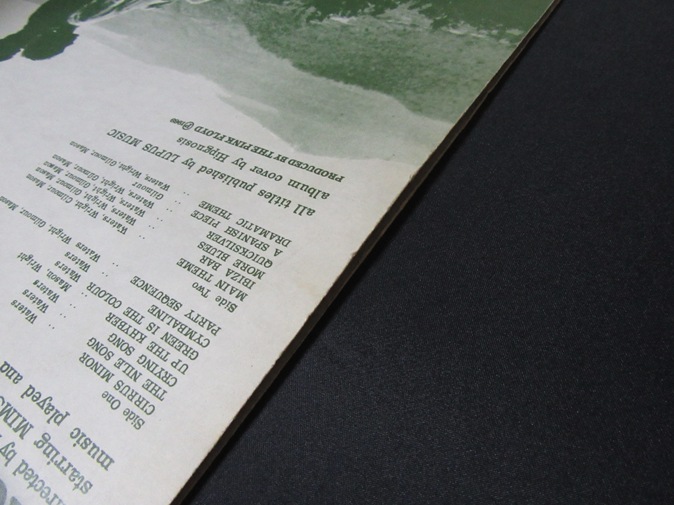 rected by
starring MIMS
music played and
Side One
CIRRUS MINOR .. Waters
THE NILE SONG .. Waters
CRYING SONG .. Waters
UP THE KHYBER .. Mason, Wright
GREEN IS THE COLOUR .. Waters
CYMBALINE .. Waters
PARTY SEQUENCE .. Waters, Wright, Gilmour, Mason
Side Two
MAIN THEME .. Waters, Wright, Gilmour, Mason
IBIZA BAR .. Waters, Wright, Gilmour, Mason
MORE BLUES .. Waters, Wright, Gilmour, Mason
QUICKSILVER .. Waters, Wright, Gilmour, Mason
A SPANISH PIECE .. Gilmour
DRAMATIC THEME .. Waters, Wright, Gilmour, Mason
all titles published by LUPUS MUSIC
album cover by Hipgnosis
PRODUCED BY THE PINK FLOYD ℗1969